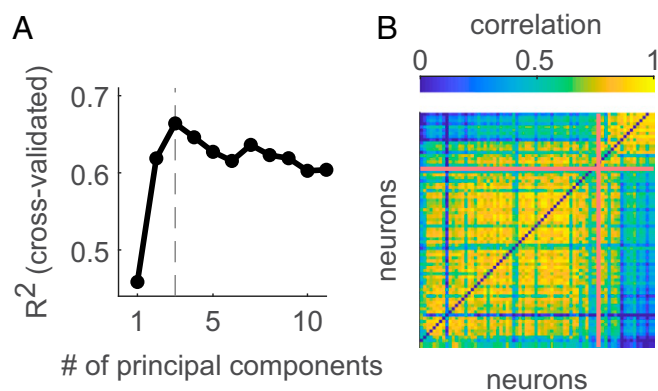 A
R² (cross-validated)
0.7
0.6
0.5
1
5
10
# of principal components
B
correlation
0
0.5
1
neurons
neurons